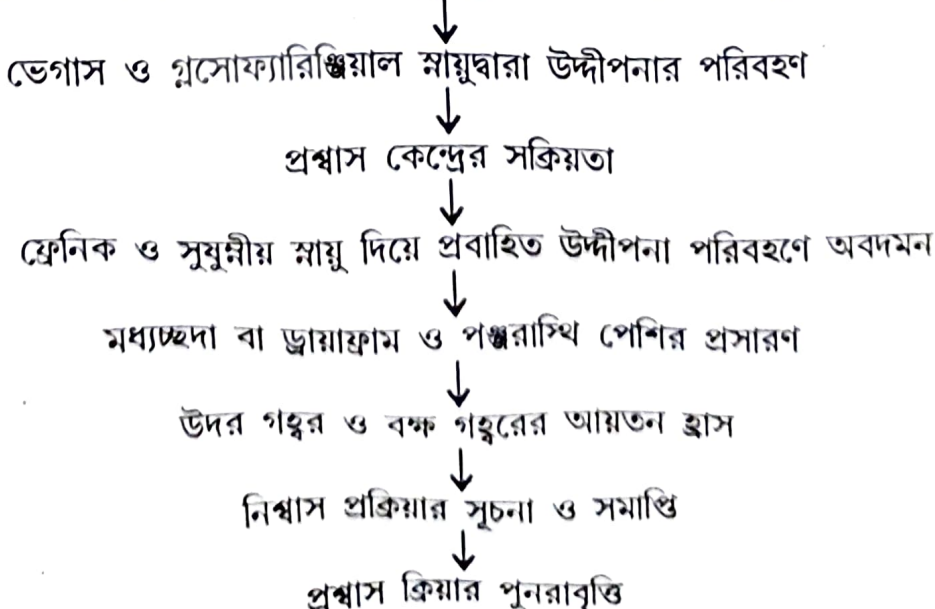 ভেগাস ও গ্লসোফ্যারিঞ্জিয়াল স্নায়ুদ্বারা উদ্দীপনার পরিবহণ
প্রশ্বাস কেন্দ্রের সক্রিয়তা
ফ্রেনিক ও সুষুম্নীয় স্নায়ু দিয়ে প্রবাহিত উদ্দীপনা পরিবহণে অবদমন
মধ্যচ্ছদা বা ড্রায়াফ্রাম ও পঞ্জরাস্থি পেশির প্রসারণ
উদর গহ্বর ও বক্ষ গহ্বরের আয়তন হ্রাস
নিশ্বাস প্রক্রিয়ার সূচনা ও সমাপ্তি
প্রশ্বাস ক্রিয়ার পুনরাবৃত্তি